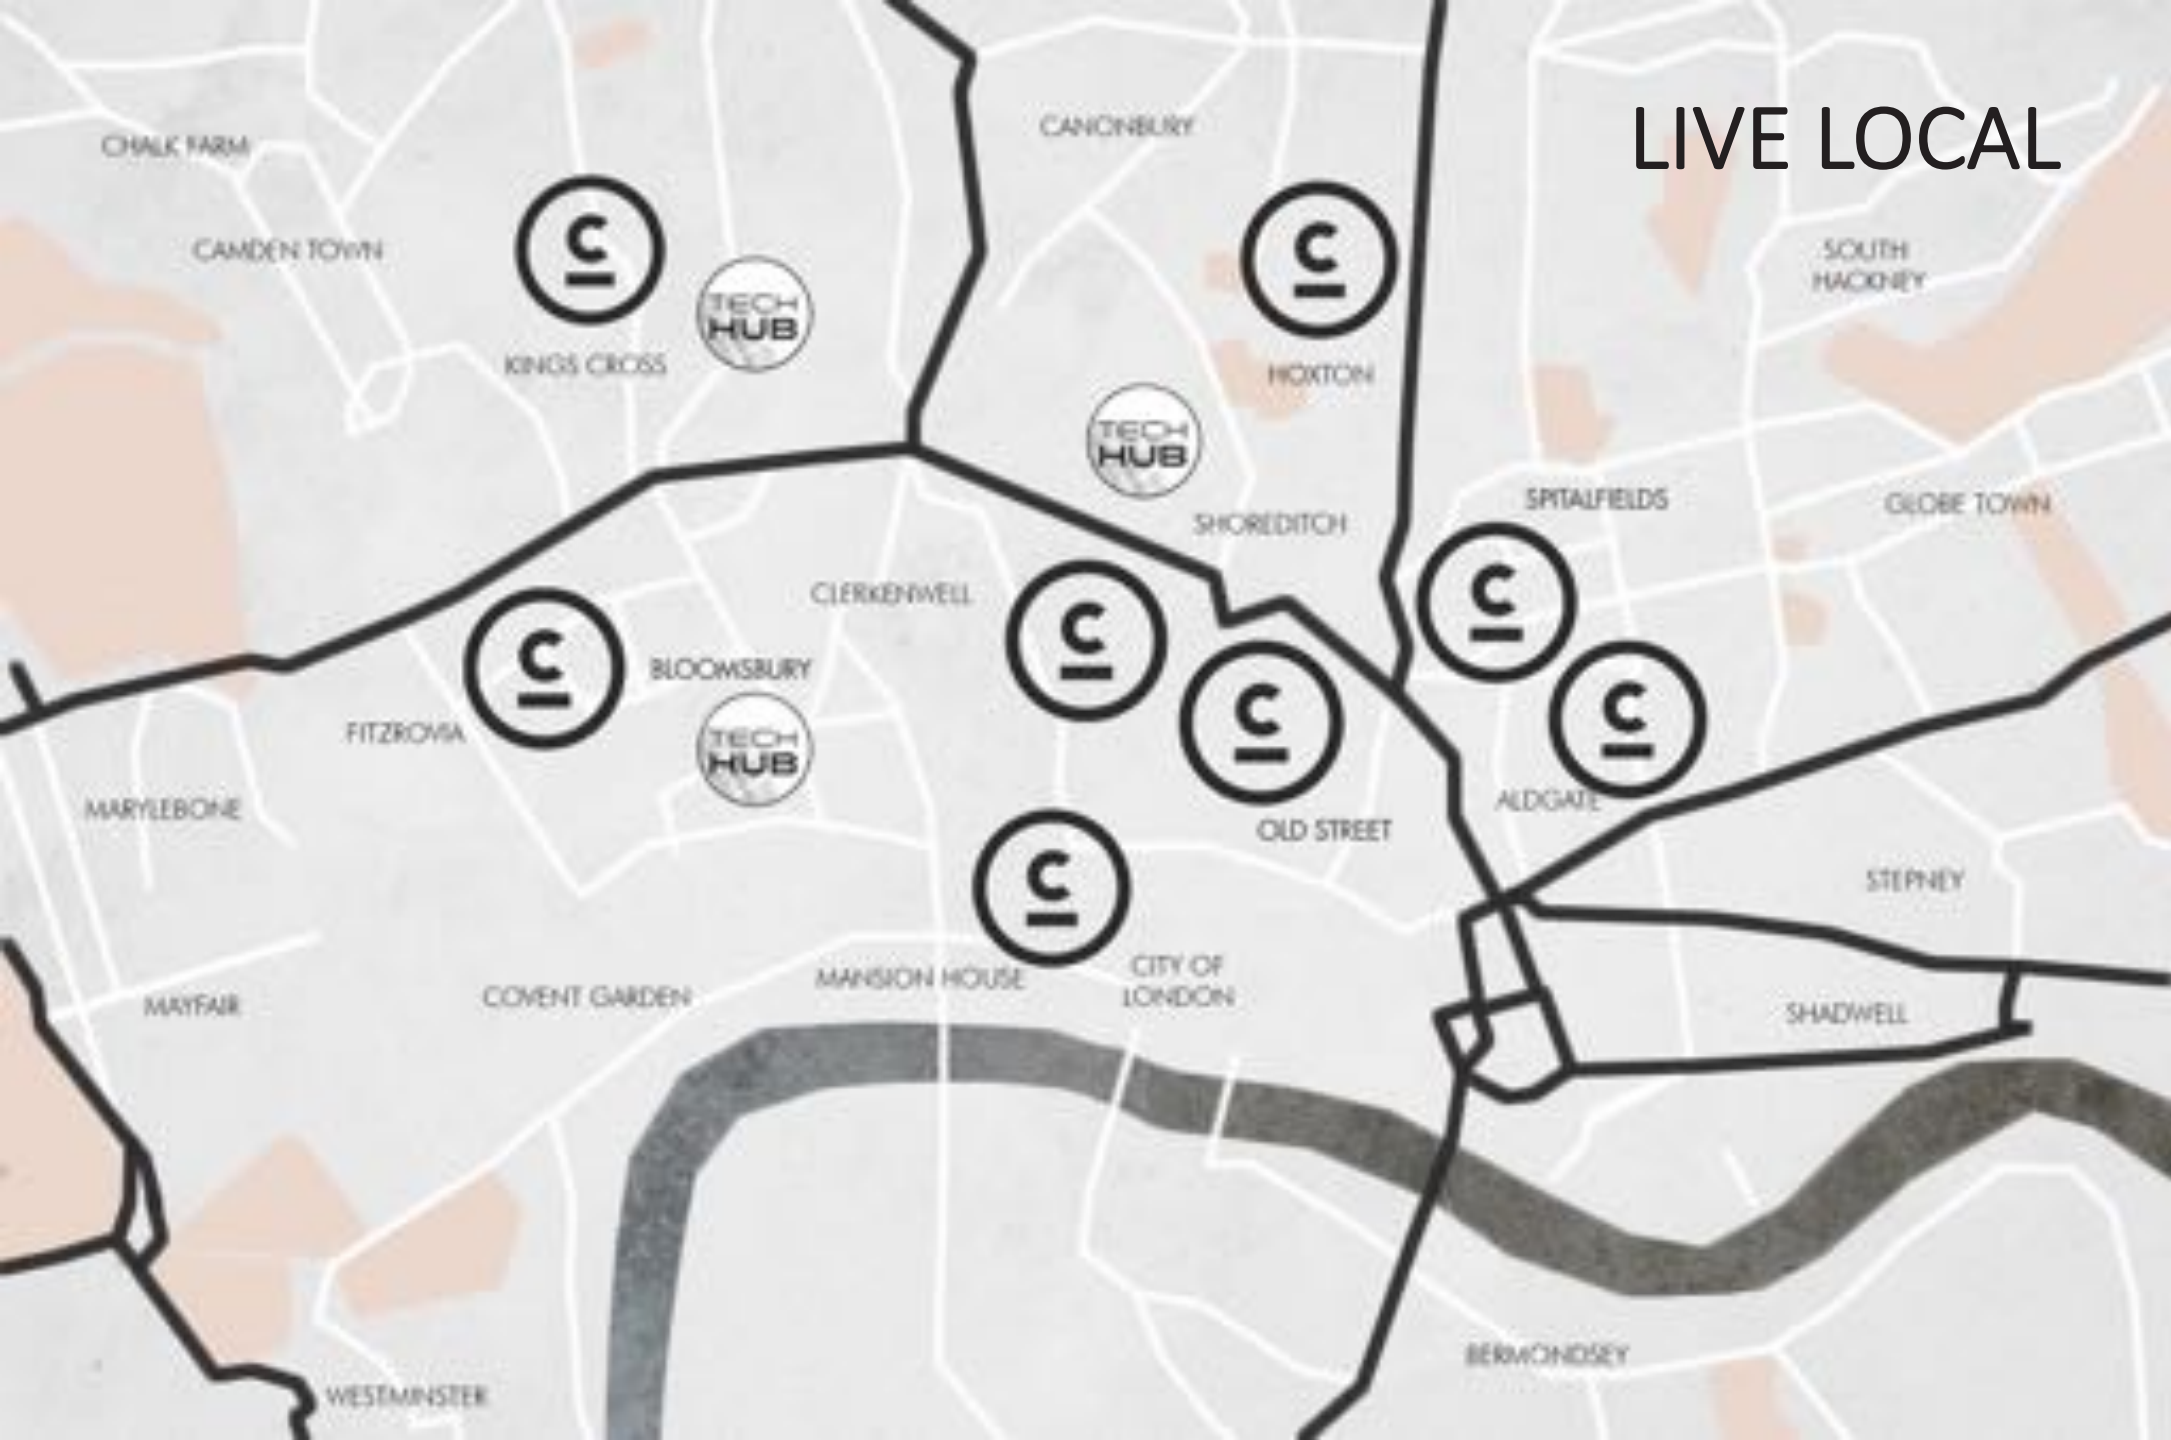 LIVE LOCAL
CANONBURY
CHALK FARM
CAMDEN TOWN
C
C
SOUTH
HACKNEY
TECH
HUB
KINGS CROSS
HOXTON
TECH
HUB
SPITALFIELDS
GLOBE TOWN
SHOREDITCH
CLERKENWELL
C
C
C
BLOOMSBURY
C
C
FITZROVIA
TECH
HUB
MARYLEBONE
ALDGATE
OLD STREET
C
STEPNEY
MANSION HOUSE
CITY OF
LONDON
COVENT GARDEN
MAYFAIR
SHADWELL
BERMONDSEY
WESTMINSTER